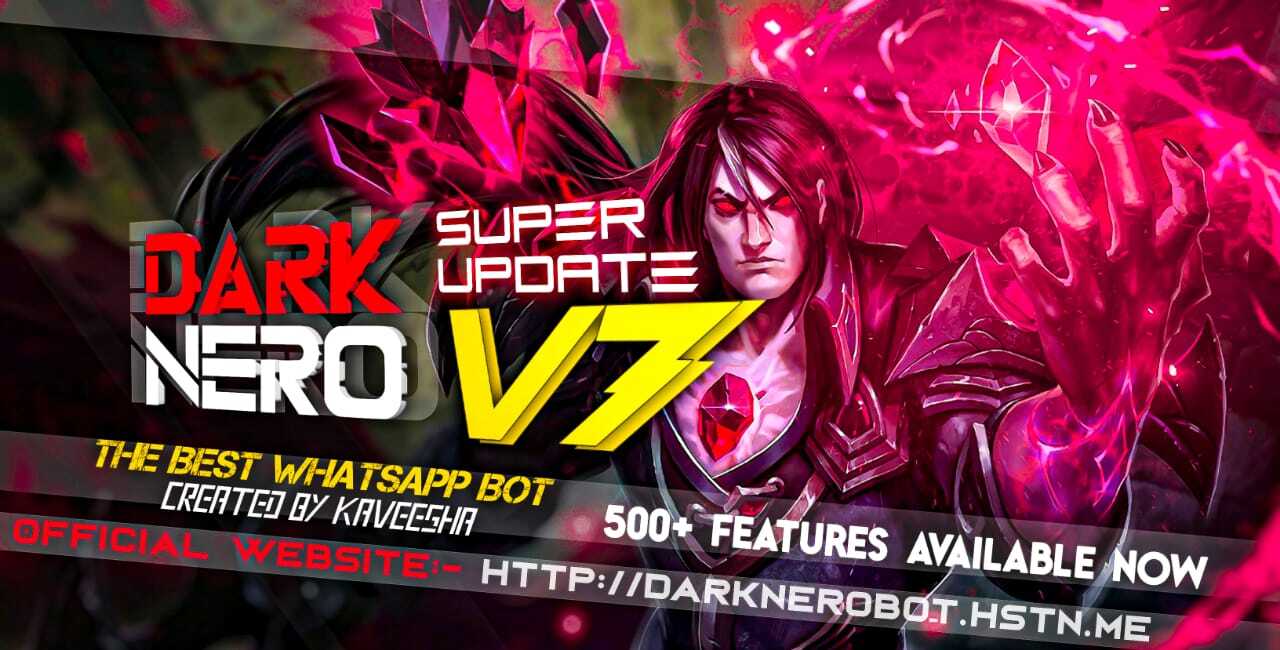 DARK
NERO
SUPER
UPDATE
V7
THE BEST WHATSAPP BOT
CREATED BY KAVEESHA
500+ FEATURES AVAILABLE NOW
OFFICIAL WEBSITE:- HTTP://DARKNEROBOT.HSTN.ME